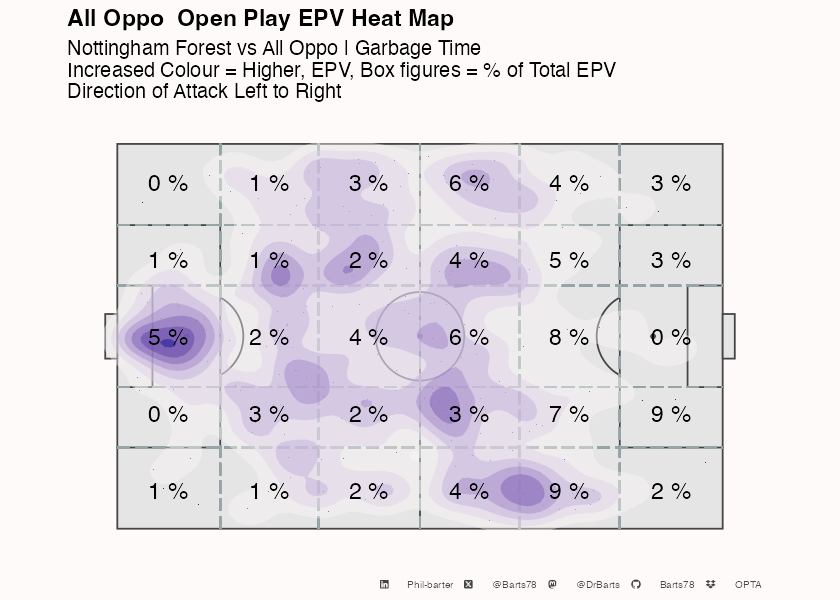 All Oppo  Open Play EPV Heat Map
Nottingham Forest vs All Oppo | Garbage Time
Increased Colour = Higher, EPV, Box figures = % of Total EPV
Direction of Attack Left to Right
0 % 1 % 3 % 6 % 4 % 3 %
1 % 1 % 2 % 4 % 5 % 3 %
5 % 2 % 4 % 6 % 8 % 0 %
0 % 3 % 2 % 3 % 7 % 9 %
1 % 1 % 2 % 4 % 9 % 2 %
Phil-barter @Barts78 @DrBarts Barts78 OPTA